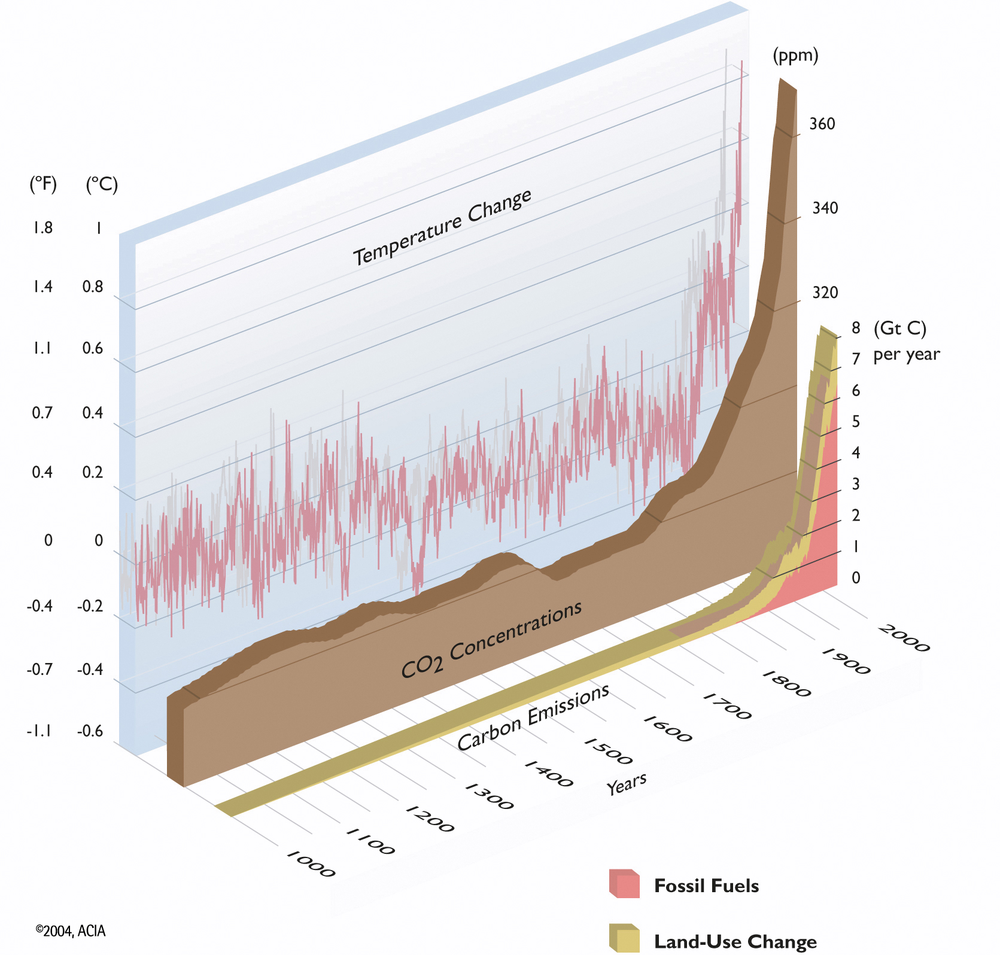 (ppm)
360
(°F) (°C)
Temperature Change
340
1.8 1
1.4 0.8
320
8 (Gt C)
1.1 0.6
7 per year
6
0.7 0.4
5
4
0.4 0.2
3
2
0 0
1
0
-0.4 -0.2
CO2 Concentrations
2000
1900
-0.7 -0.4
1800
1700
Carbon Emissions
-1.1 -0.6
1600
1500
1400
Years
1300
1200
1100
1000
Fossil Fuels
©2004, ACIA
Land-Use Change